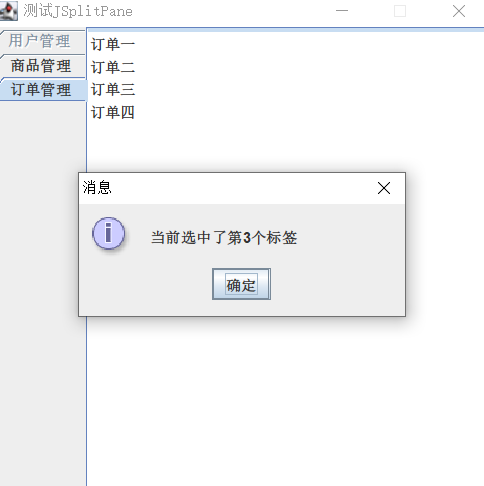 测试JSplitPane
用户管理
商品管理
订单管理
订单一
订单二
订单三
订单四
消息
当前选中了第3个标签
确定